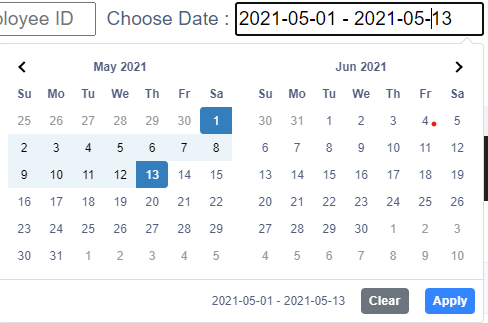 ployee ID Choose Date : 2021-05-01 - 2021-05-13
May 2021 Jun 2021
Su Mo Tu We Th Fr Sa Su Mo Tu We Th Fr Sa
25 26 27 28 29 30 1 30 31 1 2 3 4 5
2 3 4 5 6 7 8 6 7 8 9 10 11 12
9 10 11 12 13 14 15 13 14 15 16 17 18 19
16 17 18 19 20 21 22 20 21 22 23 24 25 26
23 24 25 26 27 28 29 27 28 29 30 1 2 3
30 31 1 2 3 4 5 4 5 6 7 8 9 10
2021-05-01 - 2021-05-13 Clear Apply